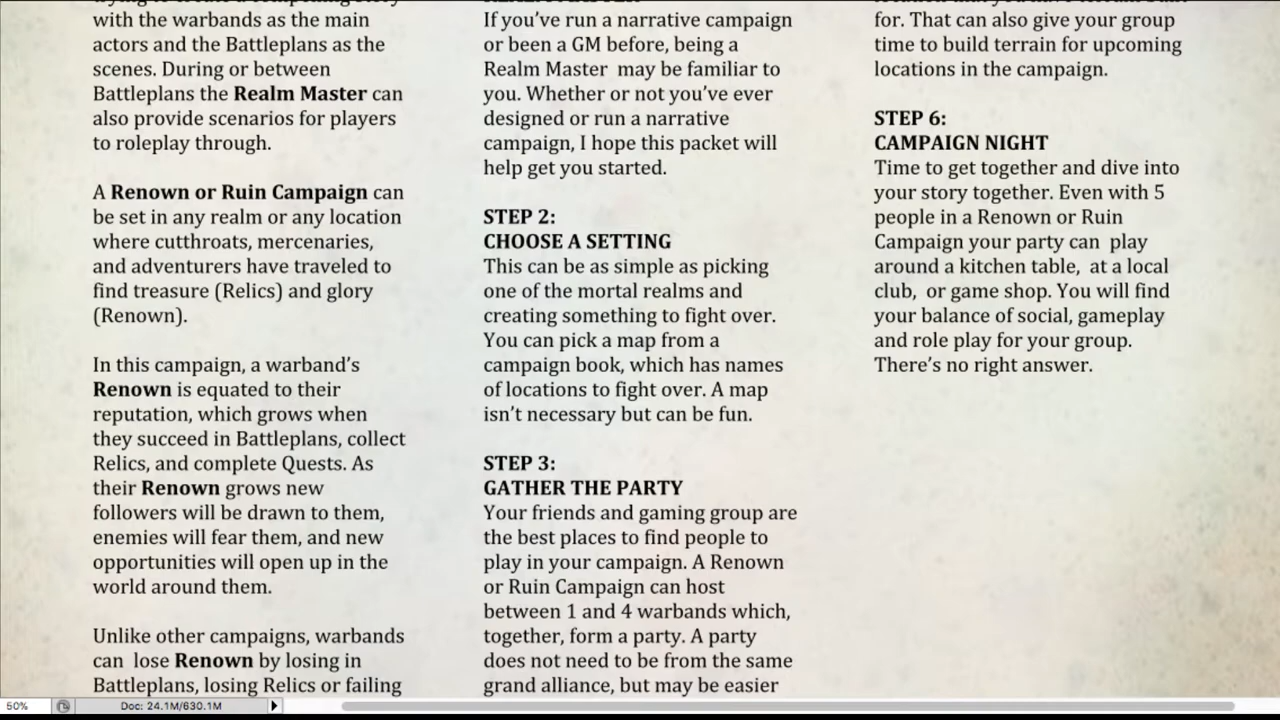 with the warbands as the main
actors and the Battleplans as the
scenes. During or between
Battleplans the Realm Master can
also provide scenarios for players
to roleplay through.
A Renown or Ruin Campaign can
be set in any realm or any location
where cutthroats, mercenaries,
and adventurers have traveled to
find treasure (Relics) and glory
(Renown).
In this campaign, a warband’s
Renown is equated to their
reputation, which grows when
they succeed in Battleplans, collect
Relics, and complete Quests. As
their Renown grows new
followers will be drawn to them,
enemies will fear them, and new
opportunities will open up in the
world around them.
Unlike other campaigns, warbands
can  lose Renown by losing in
Battleplans, losing Relics or failing
If you’ve run a narrative campaign
or been a GM before, being a
Realm Master  may be familiar to
you. Whether or not you’ve ever
designed or run a narrative
campaign, I hope this packet will
help get you started.
STEP 2:
CHOOSE A SETTING
This can be as simple as picking
one of the mortal realms and
creating something to fight over.
You can pick a map from a
campaign book, which has names
of locations to fight over. A map
isn’t necessary but can be fun.
STEP 3:
GATHER THE PARTY
Your friends and gaming group are
the best places to find people to
play in your campaign. A Renown
or Ruin Campaign can host
between 1 and 4 warbands which,
together, form a party. A party
does not need to be from the same
grand alliance, but may be easier
for. That can also give your group
time to build terrain for upcoming
locations in the campaign.
STEP 6:
CAMPAIGN NIGHT
Time to get together and dive into
your story together. Even with 5
people in a Renown or Ruin
Campaign your party can  play
around a kitchen table,  at a local
club,  or game shop. You will find
your balance of social, gameplay
and role play for your group.
There’s no right answer.
50%
Doc: 24.1M/630.1M